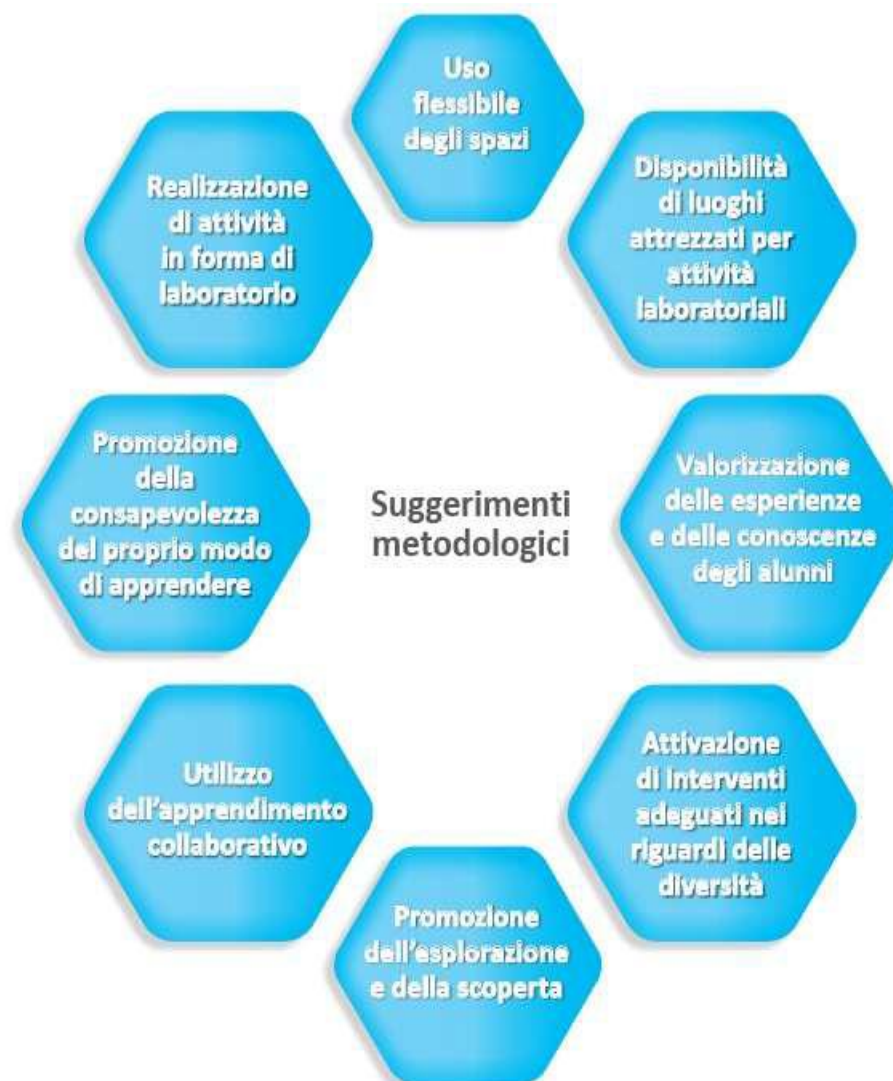 Uso
flessibile
degli spazi
Disponibilità
di luoghi
attrezzati per
attività
laboratoriali
Valorizzazione
delle esperienze
e delle conoscenze
degli alunni
Attivazione
di interventi
adeguati nei
riguardi delle
diversità
Promozione
dell'esplorazione
e della scoperta
Utilizzo
dell'apprendimento
collaborativo
Promozione
della
consapevolezza
del proprio modo
di apprendere
Realizzazione
di attività
in forma di
laboratorio
Suggerimenti
metodologici